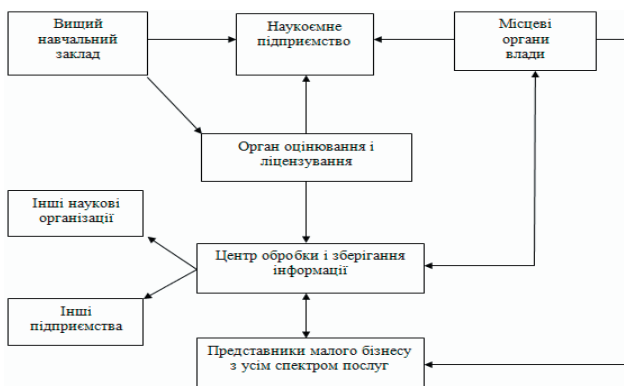 Вищий
навчальний
заклад
Наукоємне
підприємство
Місцеві
органи
влади
Орган оцінювання і
ліцензування
Інші наукові
організації
Центр обробки і зберігання
інформації
Інші
підприємства
Представники малого бізнесу
з усім спектром послуг